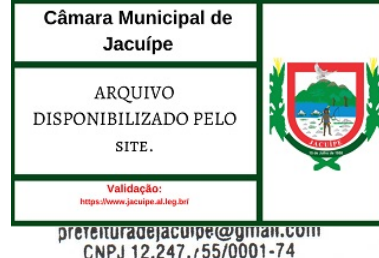 Câmara Municipal de
Jacuípe
ARQUIVO
DISPONIBILIZADO PELO
SITE.
Validação:
https://www.jacuipe.al.leg.br/
JACUÍPE
prefeituradejacuipe@gmail.com
CNPJ 12.247.755/0001-74